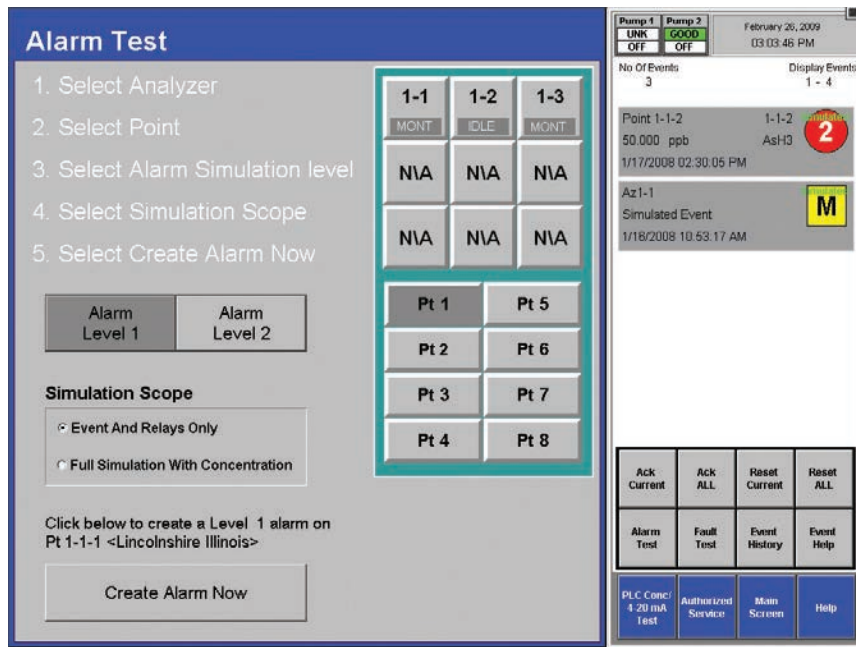 Alarm Test
1. Select Analyzer
2. Select Point
3. Select Alarm Simulation level
4. Select Simulation Scope
5. Select Create Alarm Now
Alarm Level 1
Alarm Level 2
Simulation Scope
Event And Relays Only
Full Simulation With Concentration
Click below to create a Level 1 alarm on
Pt 1-1-1 <Lincolnshire Illinois>
Create Alarm Now
1-1 1-2 1-3
MONT IDLE MONT
N\A N\A N\A
N\A N\A N\A
Pt 1 Pt 5
Pt 2 Pt 6
Pt 3 Pt 7
Pt 4 Pt 8
Pump 1 Pump 2
UNK GOOD
OFF OFF
February 26, 2009
03:03:46 PM
No Of Events
3
Display Events
1 - 4
Point 1-1-2 1-1-2
50.000 ppb AsH3
1/17/2008 02:30:05 PM
2
Az1-1
Simulated Event
1/16/2008 10:53:17 AM
M
Ack Current
Ack ALL
Reset Current
Reset ALL
Alarm Test
Fault Test
Event History
Event Help
PLC Conc/ 4-20 mA Test
Authorized Service
Main Screen
Help